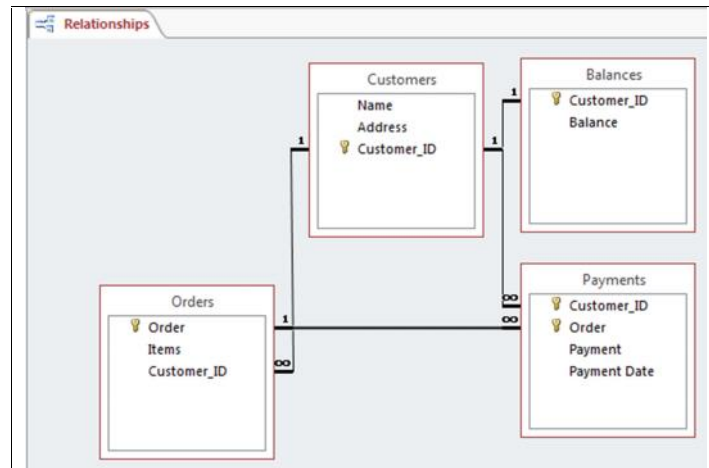 Relationships
Customers
Name
Address
Customer_ID
Balances
Customer_ID
Balance
Orders
Order
Items
Customer_ID
Payments
Customer_ID
Order
Payment
Payment Date
1
1
1
1
∞
∞
∞